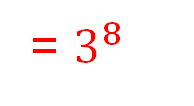 = 3⁸